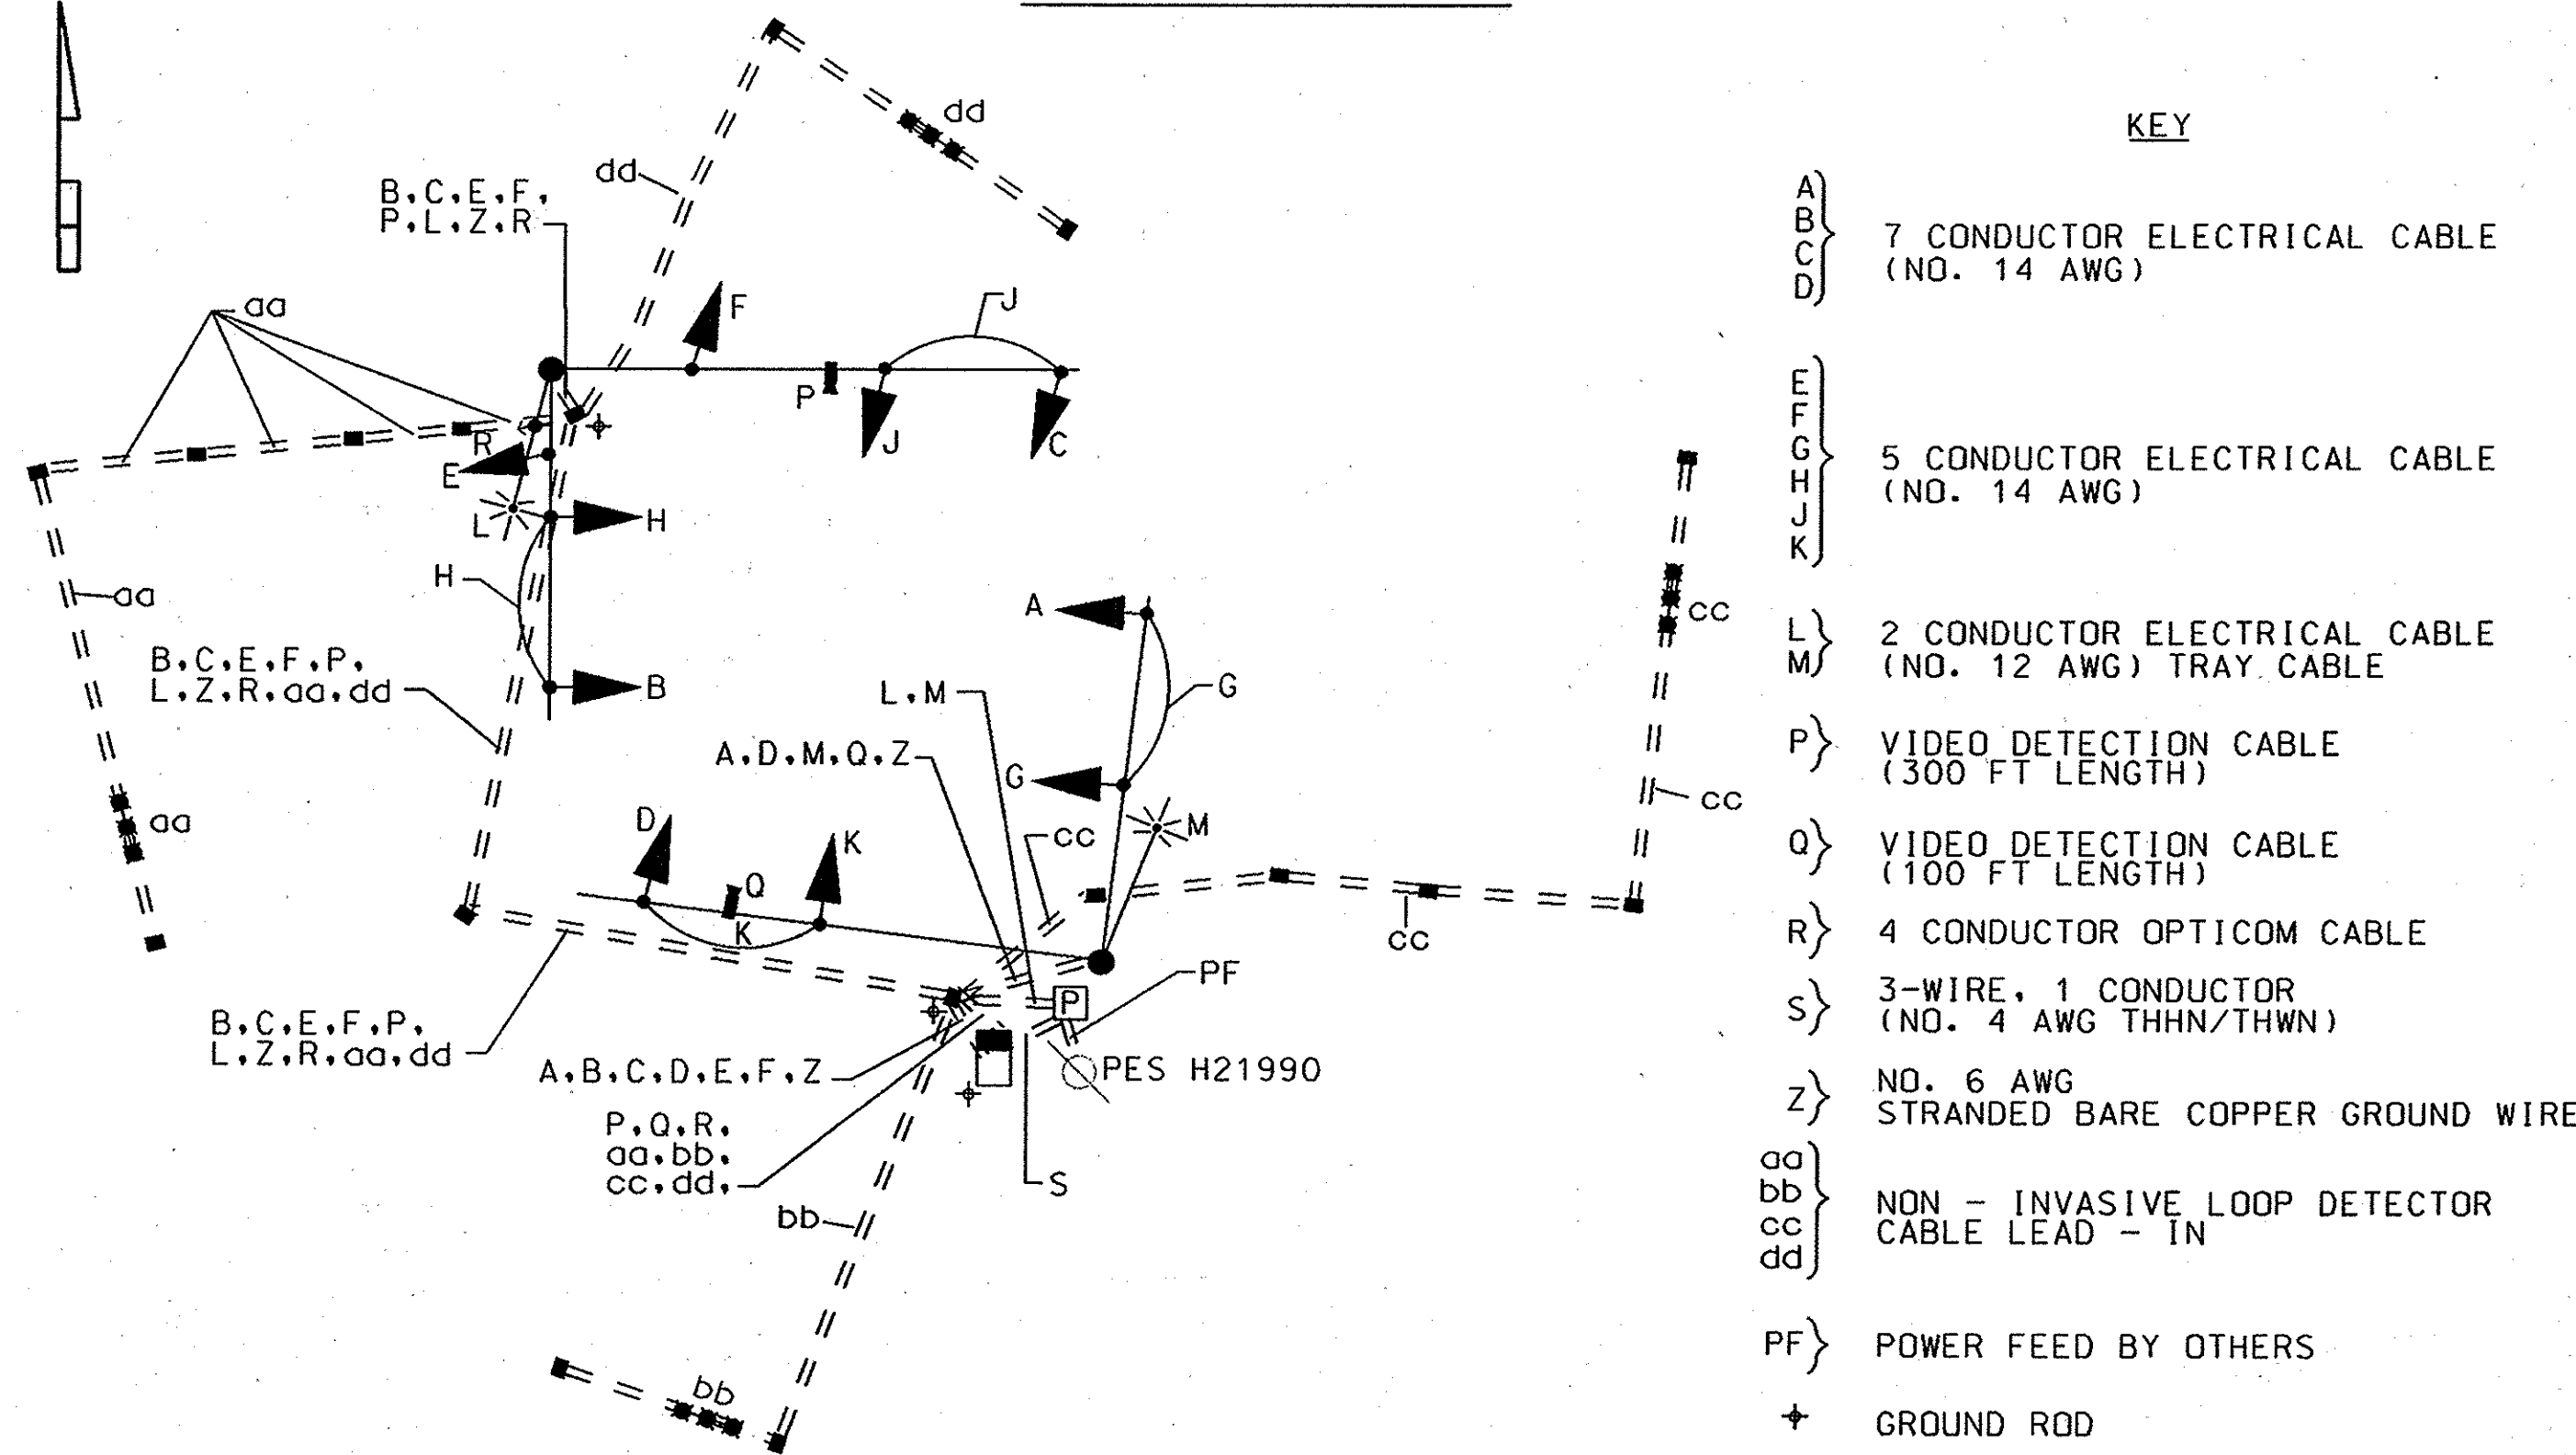 dd
B,C,E,F,
P,L,Z,R
dd
aa
F
J
P
J
C
R
E
L
H
H
aa
B,C,E,F,P,
L,Z,R,aa,dd
B
A
G
L,M
A,D,M,Q,Z
G
M
cc
cc
cc
cc
aa
D
Q
K
K
PF
P
B,C,E,F,P,
L,Z,R,aa,dd
A,B,C,D,E,F,Z
PES H21990
P,Q,R,
aa,bb,
cc,dd,
S
bb
bb
KEY
A
B
C
D
7 CONDUCTOR ELECTRICAL CABLE
(NO. 14 AWG)
E
F
G
H
J
K
5 CONDUCTOR ELECTRICAL CABLE
(NO. 14 AWG)
L
M
2 CONDUCTOR ELECTRICAL CABLE
(NO. 12 AWG) TRAY CABLE
P
VIDEO DETECTION CABLE
(300 FT LENGTH)
Q
VIDEO DETECTION CABLE
(100 FT LENGTH)
R
4 CONDUCTOR OPTICOM CABLE
S
3-WIRE, 1 CONDUCTOR
(NO. 4 AWG THHN/THWN)
Z
NO. 6 AWG
STRANDED BARE COPPER GROUND WIRE
aa
bb
cc
dd
NON - INVASIVE LOOP DETECTOR
CABLE LEAD - IN
PF
POWER FEED BY OTHERS
GROUND ROD